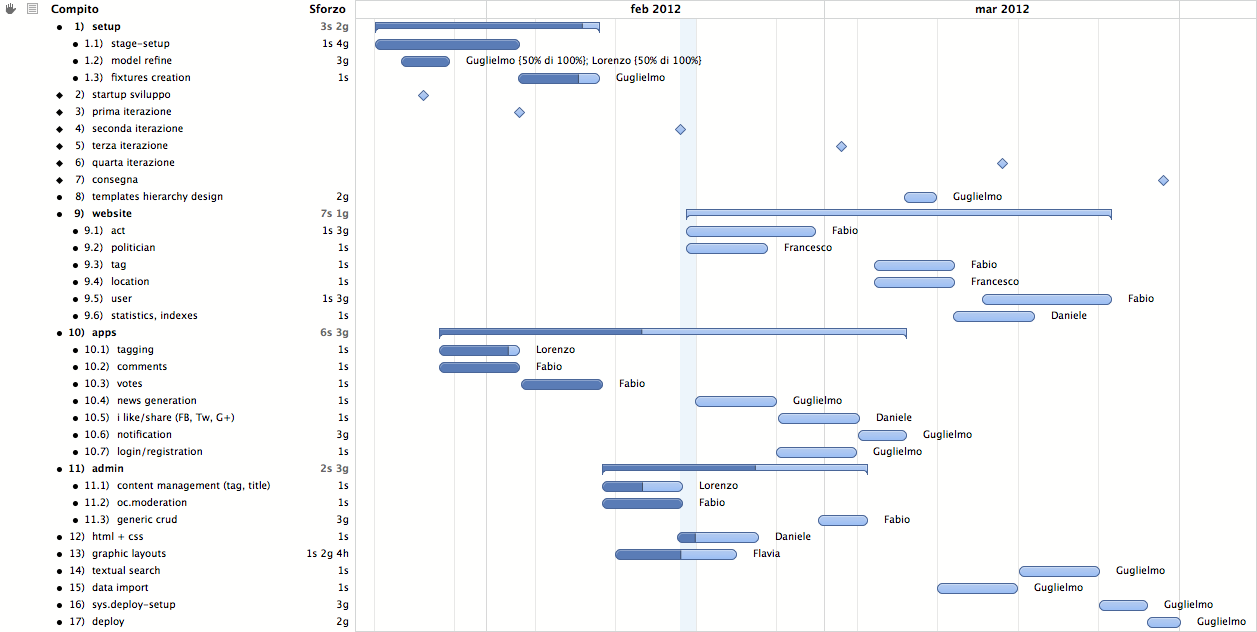 Compito Sforzo feb 2012 mar 2012
1) setup 3s 2g
1.1) stage-setup 1s 4g
1.2) model refine 3g Guglielmo {50% di 100%}; Lorenzo {50% di 100%}
1.3) fixtures creation 1s Guglielmo
2) startup sviluppo
3) prima iterazione
4) seconda iterazione
5) terza iterazione
6) quarta iterazione
7) consegna
8) templates hierarchy design 2g Guglielmo
9) website 7s 1g
9.1) act 1s 3g Fabio
9.2) politician 1s Francesco
9.3) tag 1s Fabio
9.4) location 1s Francesco
9.5) user 1s 3g Fabio
9.6) statistics, indexes 1s Daniele
10) apps 6s 3g
10.1) tagging 1s Lorenzo
10.2) comments 1s Fabio
10.3) votes 1s Fabio
10.4) news generation 1s Guglielmo
10.5) i like/share (FB, Tw, G+) 1s Daniele
10.6) notification 3g Guglielmo
10.7) login/registration 1s Guglielmo
11) admin 2s 3g
11.1) content management (tag, title) 1s Lorenzo
11.2) oc.moderation 1s Fabio
11.3) generic crud 3g Fabio
12) html + css 1s Daniele
13) graphic layouts 1s 2g 4h Flavia
14) textual search 1s Guglielmo
15) data import 1s Guglielmo
16) sys.deploy-setup 3g Guglielmo
17) deploy 2g Guglielmo